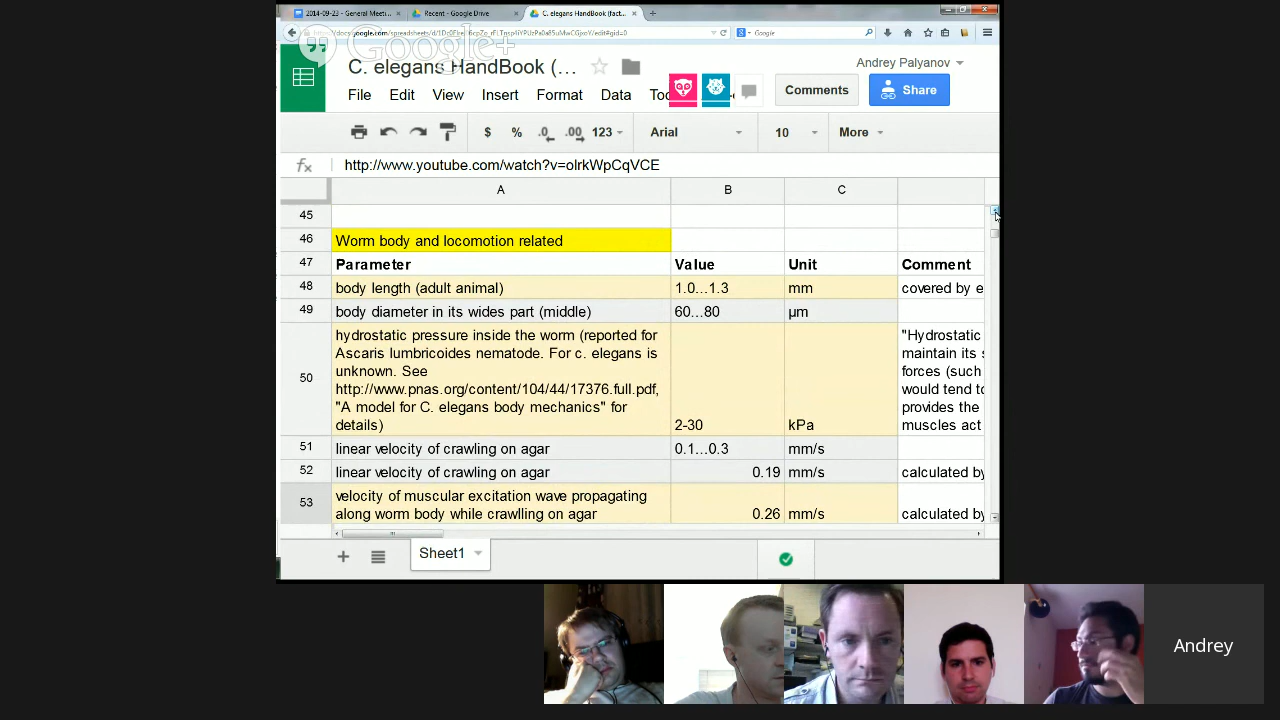 2014-09-23 - General Meeti...
Recent - Google Drive
C. elegans HandBook (fact...
Google
Google+
C. elegans HandBook (...
Andrey Palyanov
File Edit View Insert Format Data
Comments
Share
$ % .0 .00 123 Arial 10 More
fx http://www.youtube.com/watch?v=olrkWpCqVCE
A B C
45
46 Worm body and locomotion related
47 Parameter Value Unit Comment
48 body length (adult animal) 1.0...1.3 mm covered by e
49 body diameter in its wides part (middle) 60...80 µm
hydrostatic pressure inside the worm (reported for "Hydrostatic
Ascaris lumbricoides nematode. For c. elegans is maintain its s
unknown. See forces (such
50 http://www.pnas.org/content/104/44/17376.full.pdf, would tend to
"A model for C. elegans body mechanics" for provides the
details) 2-30 kPa muscles act
51 linear velocity of crawling on agar 0.1...0.3 mm/s
52 linear velocity of crawling on agar 0.19 mm/s calculated by
53 velocity of muscular excitation wave propagating
along worm body while crawlling on agar 0.26 mm/s calculated by
Sheet1
Andrey